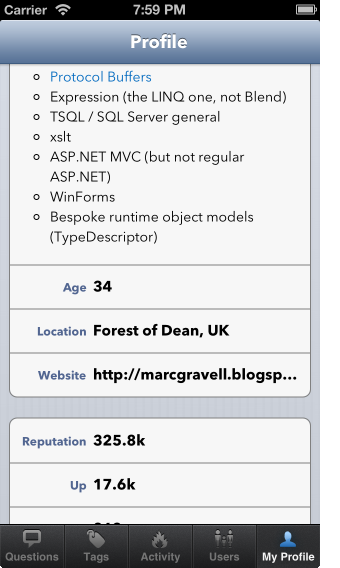 Carrier 7:59 PM
Profile
Protocol Buffers
Expression (the LINQ one, not Blend)
TSQL / SQL Server general
xslt
ASP.NET MVC (but not regular
ASP.NET)
WinForms
Bespoke runtime object models
(TypeDescriptor)
Age 34
Location Forest of Dean, UK
Website http://marcgravell.blogsp...
Reputation 325.8k
Up 17.6k
Questions Tags Activity Users My Profile